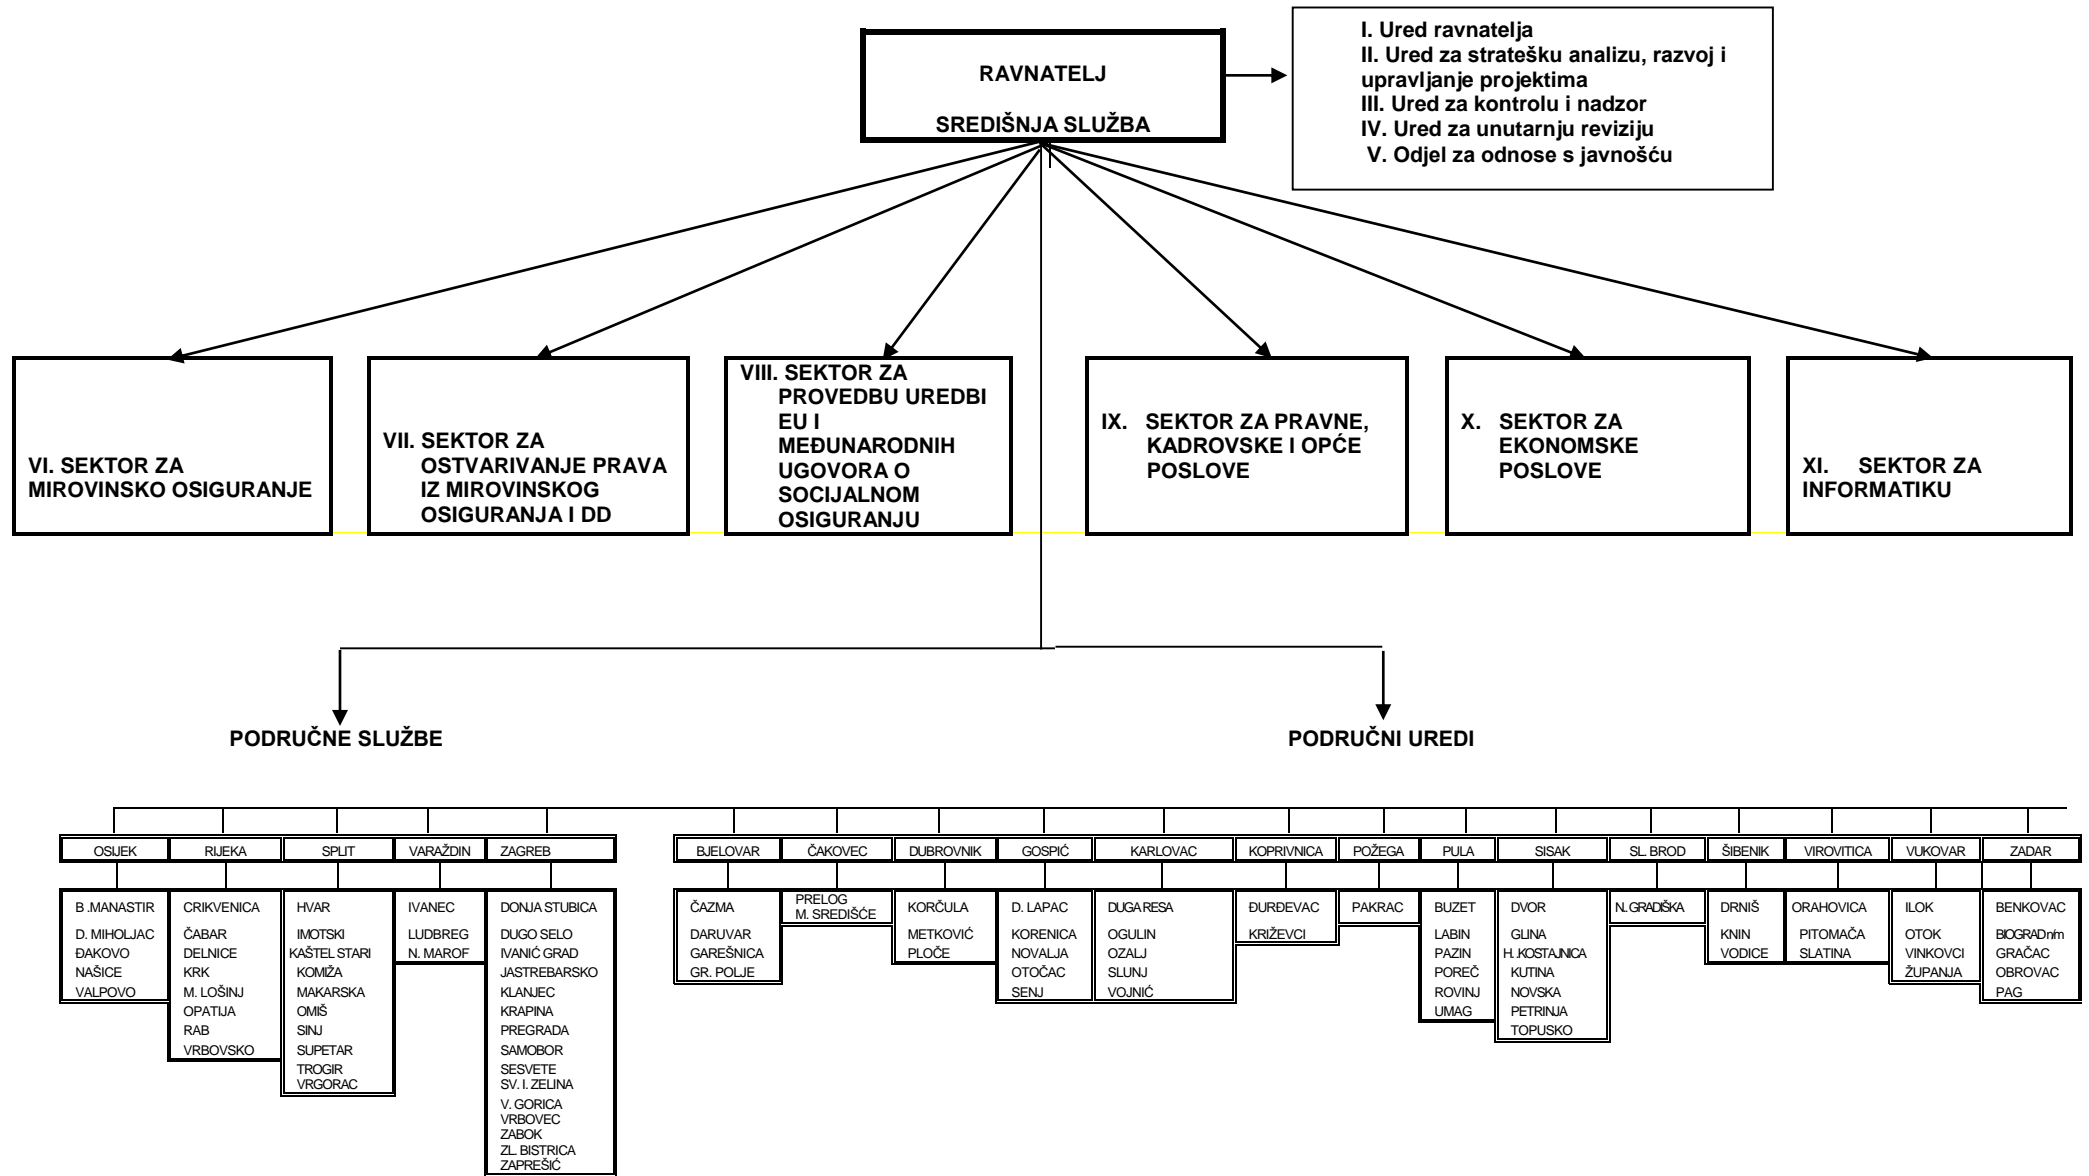 RAVNATELJ
SREDIŠNJA SLUŽBA
I. Ured ravnatelja
II. Ured za stratešku analizu, razvoj i
upravljanje projektima
III. Ured za kontrolu i nadzor
IV. Ured za unutarnju reviziju
V. Odjel za odnose s javnošću
VI. SEKTOR ZA
MIROVINSKO OSIGURANJE
VII. SEKTOR ZA
OSTVARIVANJE PRAVA
IZ MIROVINSKOG
OSIGURANJA I DD
VIII. SEKTOR ZA
PROVEDBU UREDBI
EU I
MEĐUNARODNIH
UGOVORA O
SOCIJALNOM
OSIGURANJU
IX. SEKTOR ZA PRAVNE,
KADROVSKE I OPĆE
POSLOVE
X. SEKTOR ZA
EKONOMSKE
POSLOVE
XI. SEKTOR ZA
INFORMATIKU
PODRUČNE SLUŽBE
PODRUČNI UREDI
OSIJEK
B .MANASTIR
D. MIHOLJAC
ĐAKOVO
NAŠICE
VALPOVO
RIJEKA
CRIKVENICA
ČABAR
DELNICE
KRK
M. LOŠINJ
OPATIJA
RAB
VRBOVSKO
SPLIT
HVAR
IMOTSKI
KAŠTEL STARI
KOMIŽA
MAKARSKA
OMIŠ
SINJ
SUPETAR
TROGIR
VRGORAC
VARAŽDIN
IVANEC
LUDBREG
N. MAROF
ZAGREB
DONJA STUBICA
DUGO SELO
IVANIĆ GRAD
JASTREBARSKO
KLANJEC
KRAPINA
PREGRADA
SAMOBOR
SESVETE
SV. I. ZELINA
V. GORICA
VRBOVEC
ZABOK
ZL. BISTRICA
ZAPREŠIĆ
BJELOVAR
ČAZMA
DARUVAR
GAREŠNICA
GR. POLJE
ČAKOVEC
PRELOG
M. SREDIŠĆE
DUBROVNIK
KORČULA
METKOVIĆ
PLOČE
GOSPIĆ
D. LAPAC
KORENICA
NOVALJA
OTOČAC
SENJ
KARLOVAC
DUGA RESA
OGULIN
OZALJ
SLUNJ
VOJNIĆ
KOPRIVNICA
ĐURĐEVAC
KRIŽEVCI
POŽEGA
PAKRAC
PULA
BUZET
LABIN
PAZIN
POREČ
ROVINJ
UMAG
SISAK
DVOR
GLINA
H. .KOSTAJNICA
KUTINA
NOVSKA
PETRINJA
TOPUSKO
SL. BROD
N. GRADIŠKA
ŠIBENIK
DRNIŠ
KNIN
VODICE
VIROVITICA
ORAHOVICA
PITOMAČA
SLATINA
VUKOVAR
ILOK
OTOK
VINKOVCI
ŽUPANJA
ZADAR
BENKOVAC
BIOGRAD n/m
GRAČAC
OBROVAC
PAG